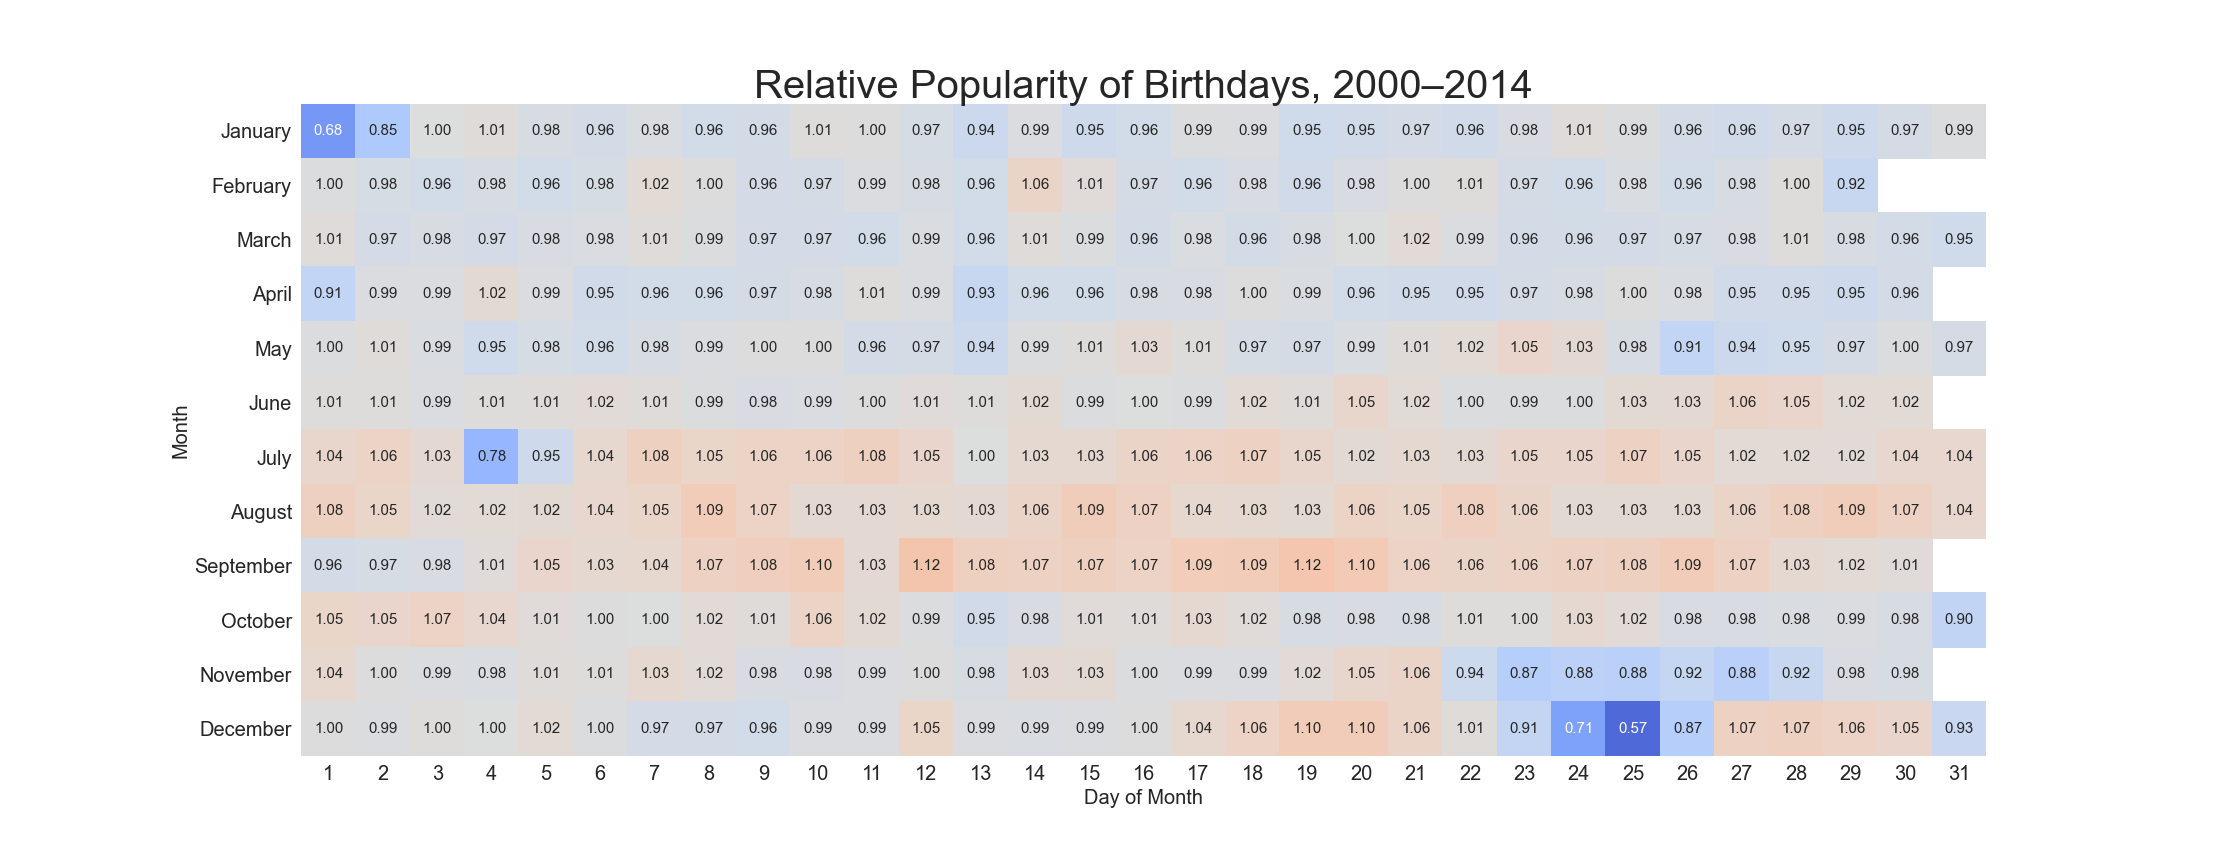 Relative Popularity of Birthdays, 2000–2014
January 0.68 0.85 1.00 1.01 0.98 0.96 0.98 0.96 0.96 1.01 1.00 0.97 0.94 0.99 0.95 0.96 0.99 0.99 0.95 0.95 0.97 0.96 0.98 1.01 0.99 0.96 0.96 0.97 0.95 0.97 0.99
February 1.00 0.98 0.96 0.98 0.96 0.98 1.02 1.00 0.96 0.97 0.99 0.98 0.96 1.06 1.01 0.97 0.96 0.98 0.96 0.98 1.00 1.01 0.97 0.96 0.98 0.96 0.98 1.00 0.92
March 1.01 0.97 0.98 0.97 0.98 0.98 1.01 0.99 0.97 0.97 0.96 0.99 0.96 1.01 0.99 0.96 0.98 0.96 0.98 1.00 1.02 0.99 0.96 0.96 0.97 0.97 0.98 1.01 0.98 0.96 0.95
April 0.91 0.99 0.99 1.02 0.99 0.95 0.96 0.96 0.97 0.98 1.01 0.99 0.93 0.96 0.96 0.98 0.98 1.00 0.99 0.96 0.95 0.95 0.97 0.98 1.00 0.98 0.95 0.95 0.95 0.96
May 1.00 1.01 0.99 0.95 0.98 0.96 0.98 0.99 1.00 1.00 0.96 0.97 0.94 0.99 1.01 1.03 1.01 0.97 0.97 0.99 1.01 1.02 1.05 1.03 0.98 0.91 0.94 0.95 0.97 1.00 0.97
June 1.01 1.01 0.99 1.01 1.01 1.02 1.01 0.99 0.98 0.99 1.00 1.01 1.01 1.02 0.99 1.00 0.99 1.02 1.01 1.05 1.02 1.00 0.99 1.00 1.03 1.03 1.06 1.05 1.02 1.02
Month
July 1.04 1.06 1.03 0.78 0.95 1.04 1.08 1.05 1.06 1.06 1.08 1.05 1.00 1.03 1.03 1.06 1.06 1.07 1.05 1.02 1.03 1.03 1.05 1.05 1.07 1.05 1.02 1.02 1.02 1.04 1.04
August 1.08 1.05 1.02 1.02 1.02 1.04 1.05 1.09 1.07 1.03 1.03 1.03 1.03 1.06 1.09 1.07 1.04 1.03 1.03 1.06 1.05 1.08 1.06 1.03 1.03 1.03 1.06 1.08 1.09 1.07 1.04
September 0.96 0.97 0.98 1.01 1.05 1.03 1.04 1.07 1.08 1.10 1.03 1.12 1.08 1.07 1.07 1.07 1.09 1.09 1.12 1.10 1.06 1.06 1.06 1.07 1.08 1.09 1.07 1.03 1.02 1.01
October 1.05 1.05 1.07 1.04 1.01 1.00 1.00 1.02 1.01 1.06 1.02 0.99 0.95 0.98 1.01 1.01 1.03 1.02 0.98 0.98 0.98 1.01 1.00 1.03 1.02 0.98 0.98 0.98 0.99 0.98 0.90
November 1.04 1.00 0.99 0.98 1.01 1.01 1.03 1.02 0.98 0.98 0.99 1.00 0.98 1.03 1.03 1.00 0.99 0.99 1.02 1.05 1.06 0.94 0.87 0.88 0.88 0.92 0.88 0.92 0.98 0.98
December 1.00 0.99 1.00 1.00 1.02 1.00 0.97 0.97 0.96 0.99 0.99 1.05 0.99 0.99 0.99 1.00 1.04 1.06 1.10 1.10 1.06 1.01 0.91 0.71 0.57 0.87 1.07 1.07 1.06 1.05 0.93
1 2 3 4 5 6 7 8 9 10 11 12 13 14 15 16 17 18 19 20 21 22 23 24 25 26 27 28 29 30 31
Day of Month